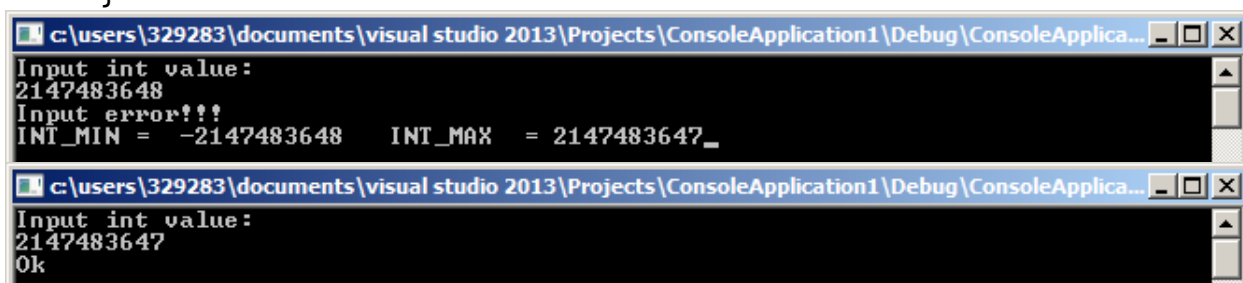 c:\users\329283\documents\visual studio 2013\Projects\ConsoleApplication1\Debug\ConsoleApplica...
Input int value:
2147483648
Input error!!!
INT_MIN = -2147483648 INT_MAX = 2147483647_
c:\users\329283\documents\visual studio 2013\Projects\ConsoleApplication1\Debug\ConsoleApplica...
Input int value:
2147483647
Ok